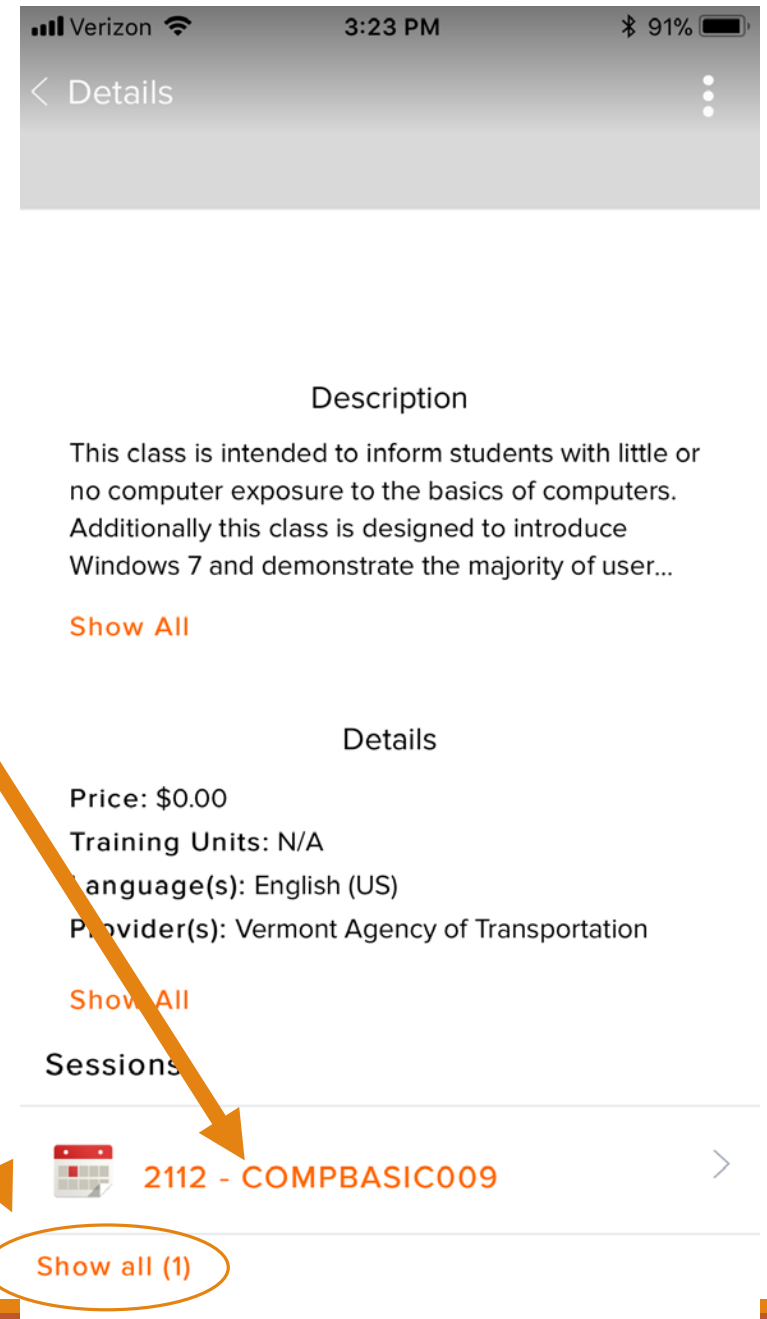 Verizon 3:23 PM 91%
Details
Description
This class is intended to inform students with little or
no computer exposure to the basics of computers.
Additionally this class is designed to introduce
Windows 7 and demonstrate the majority of user...
Show All
Details
Price: $0.00
Training Units: N/A
Language(s): English (US)
Provider(s): Vermont Agency of Transportation
Show All
Sessions
2112 - COMPBASIC009
Show all (1)